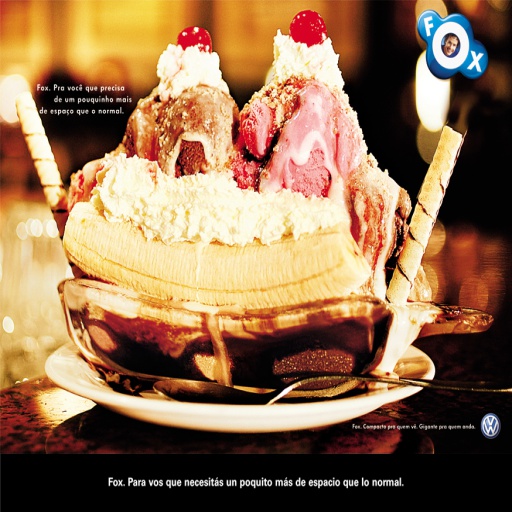 FOX
Fox. Pra você que precisa
de um pouquinho mais
de espaço que o normal.
Fox. Compacto pra quem vê. Gigante pra quem anda.
Fox. Para vos que necesitás un poquito más de espacio que lo normal.